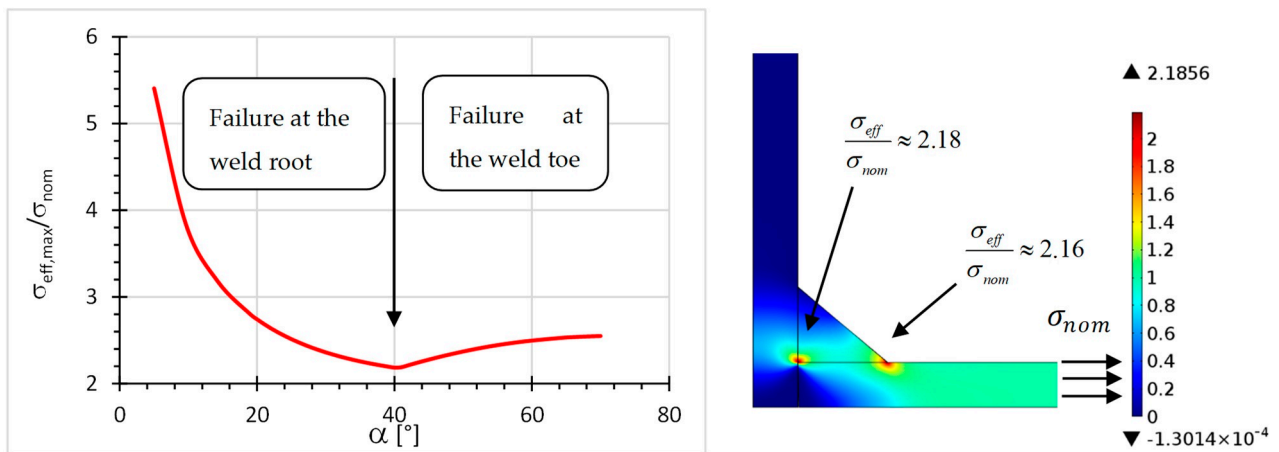 6
5
4
3
2
0
20
40
60
80
σeff,max/σnom
α [°]
Failure at the
weld root
Failure at
the weld toe
σeff/σnom ≈ 2.18
σeff/σnom ≈ 2.16
σnom
▲ 2.1856
2
1.8
1.6
1.4
1.2
1
0.8
0.6
0.4
0.2
0
▼ -1.3014×10⁻⁴